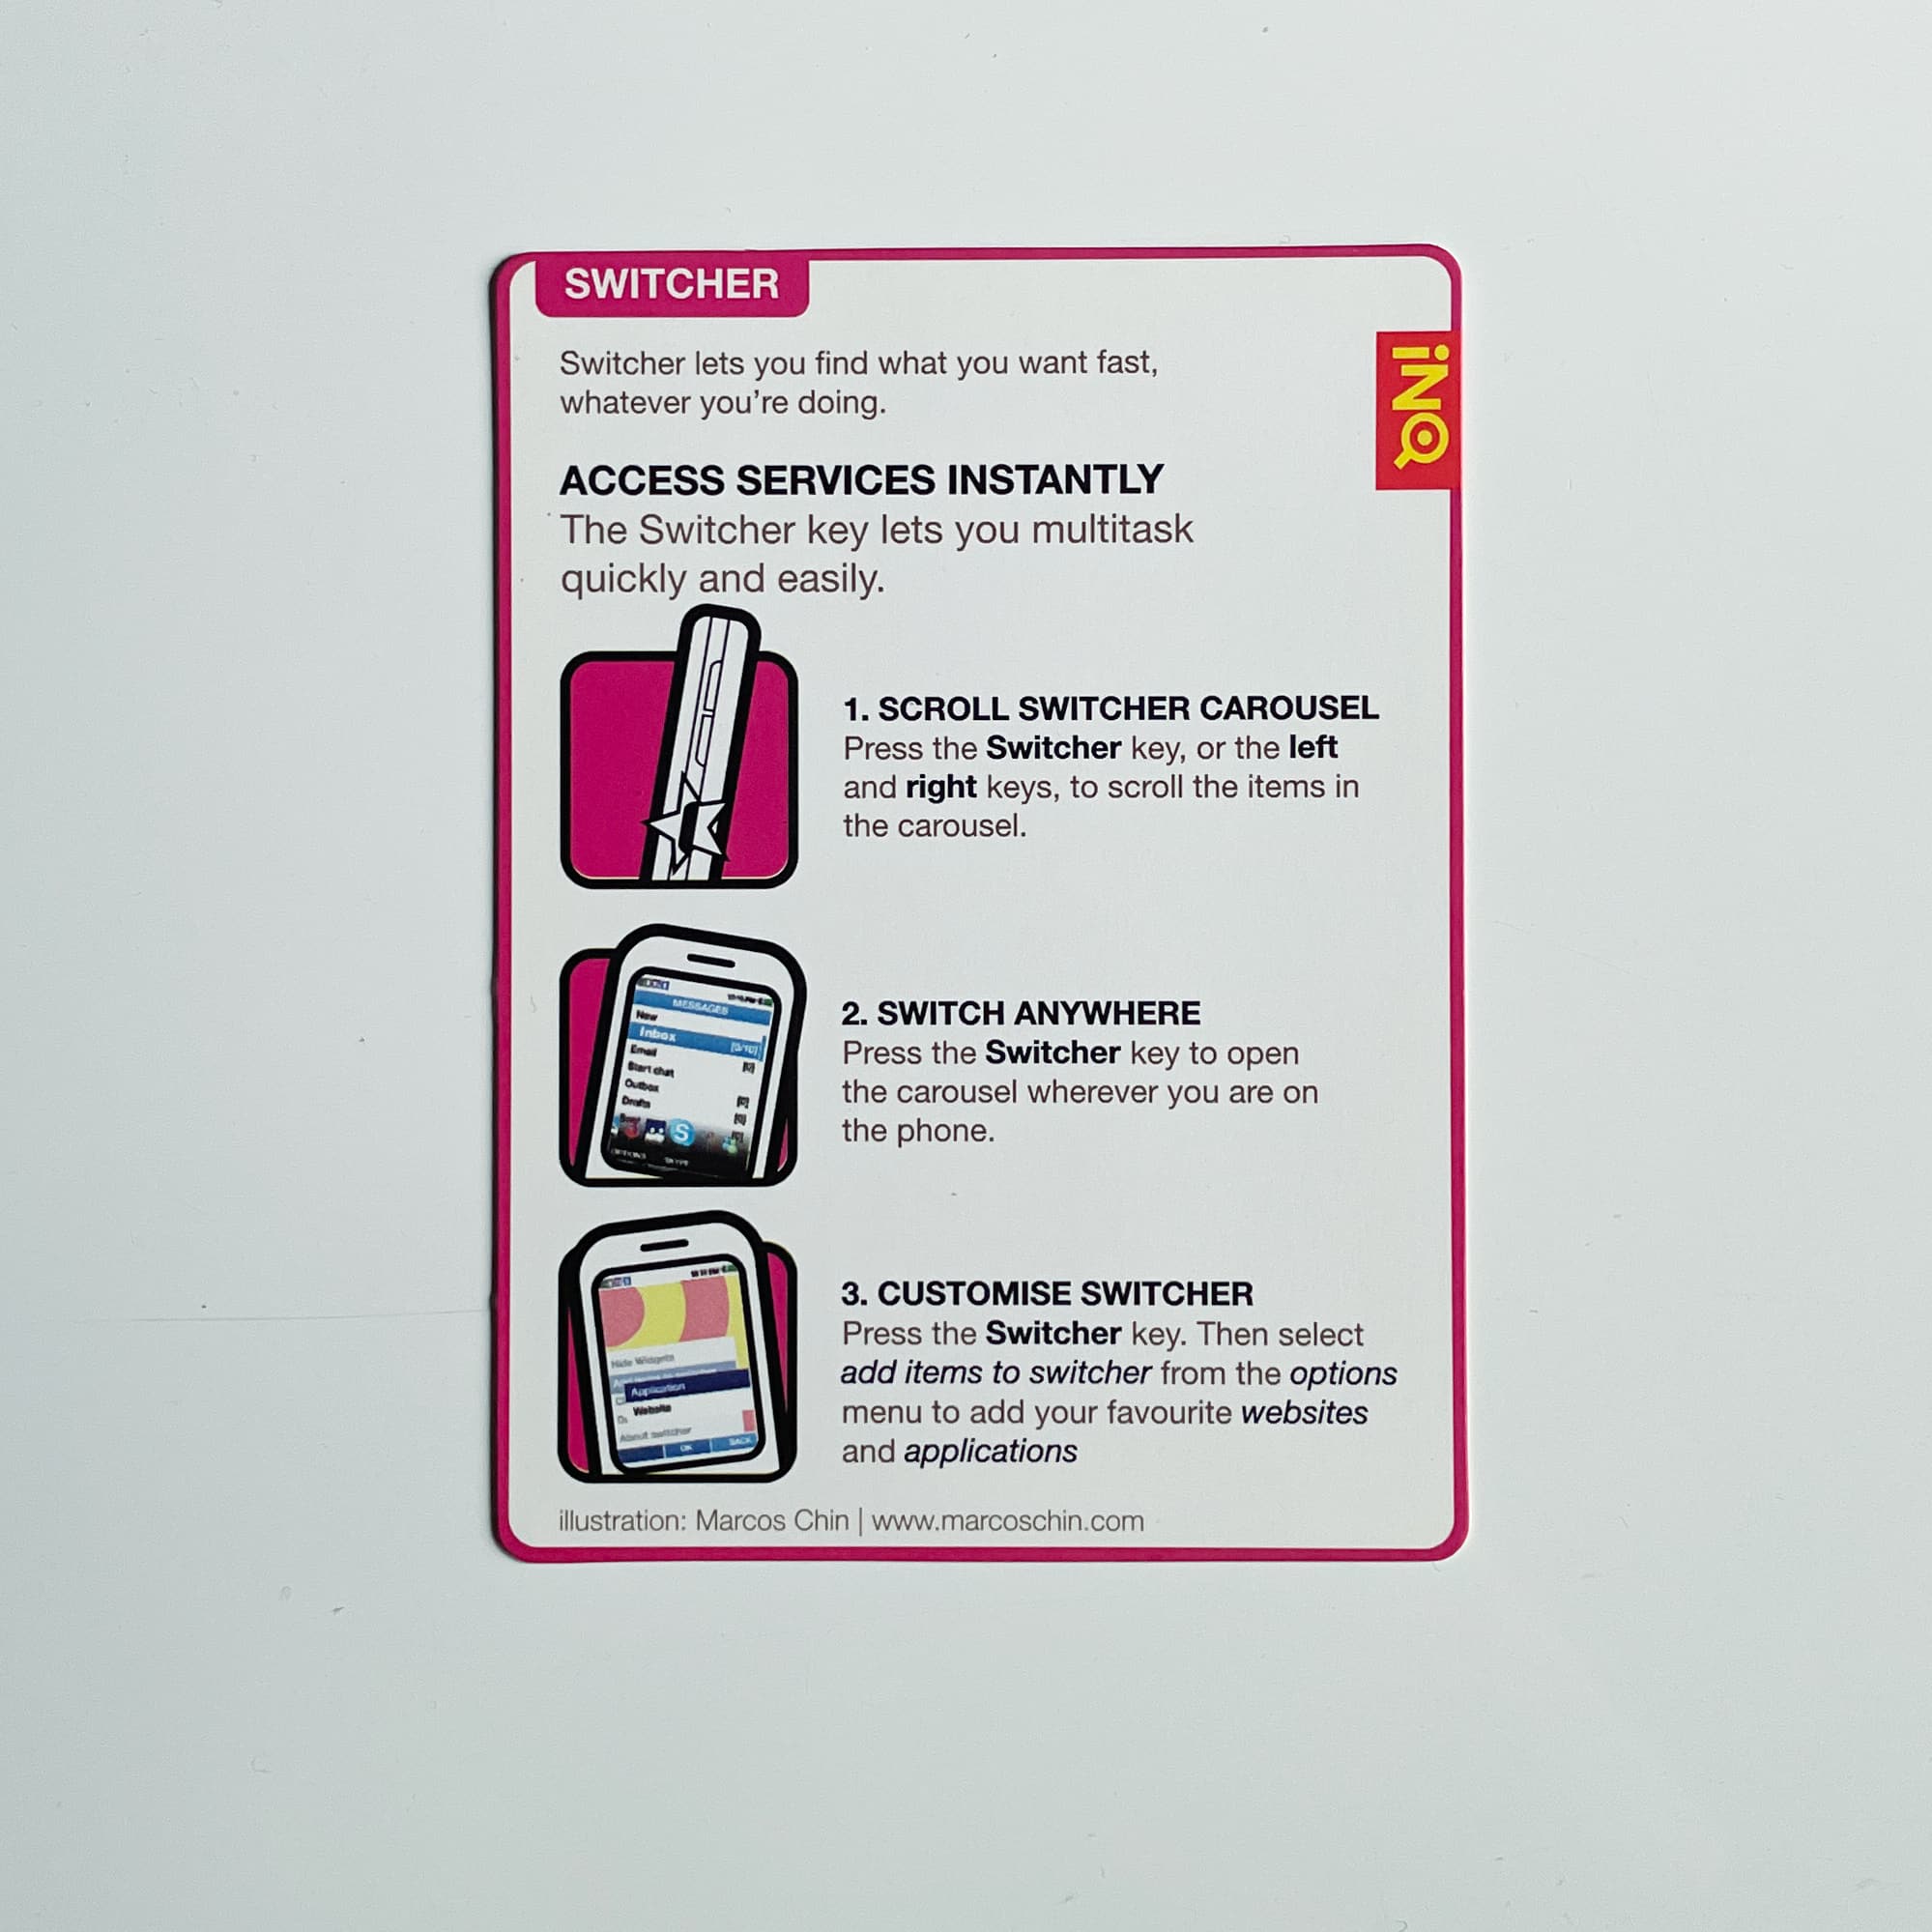 SWITCHER
iNQ
Switcher lets you find what you want fast,
whatever you're doing.
ACCESS SERVICES INSTANTLY
The Switcher key lets you multitask
quickly and easily.
1. SCROLL SWITCHER CAROUSEL
Press the Switcher key, or the left
and right keys, to scroll the items in
the carousel.
MESSAGES
New
Inbox
Email
Start chat
Outbox
Drafts
2. SWITCH ANYWHERE
Press the Switcher key to open
the carousel wherever you are on
the phone.
Hide Widgets
Application
Website
About switcher
OK BACK
3. CUSTOMISE SWITCHER
Press the Switcher key. Then select
add items to switcher from the options
menu to add your favourite websites
and applications
illustration: Marcos Chin | www.marcoschin.com